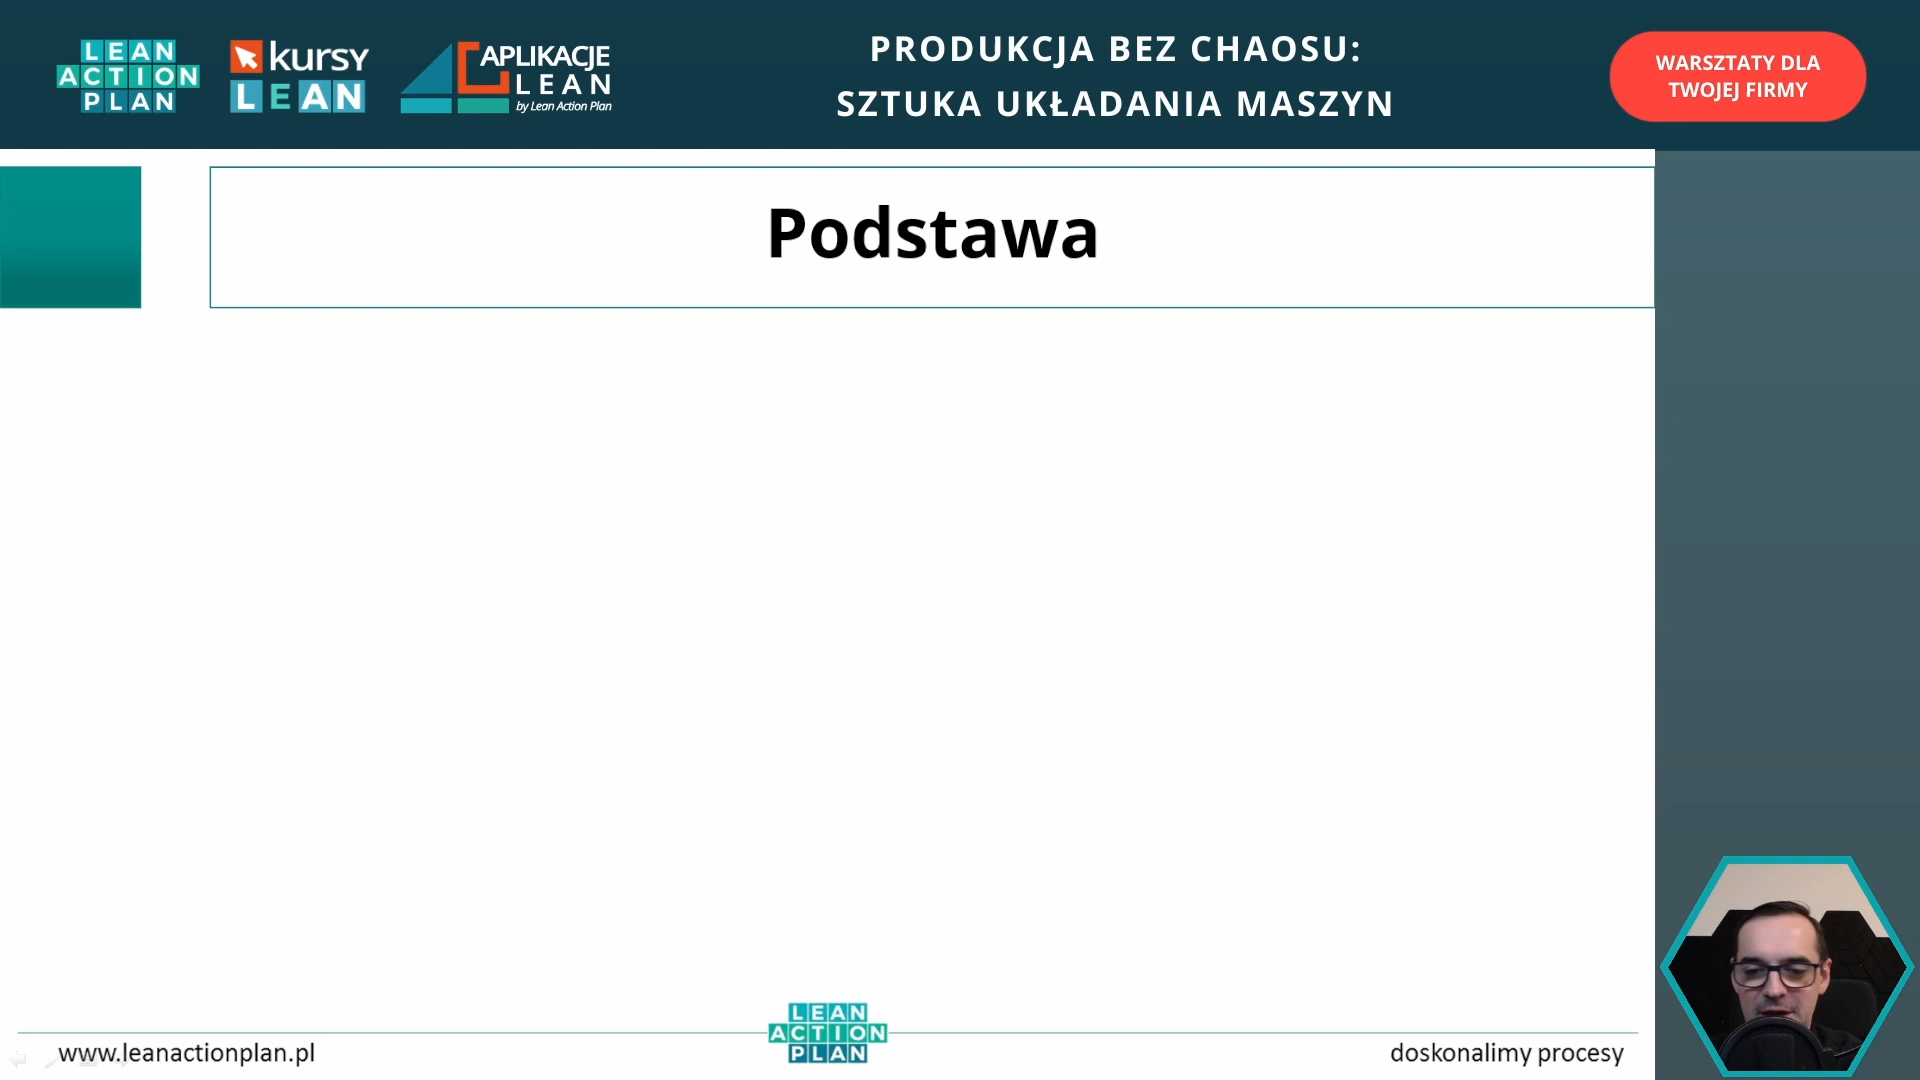 LEAN
ACTION
PLAN
kursy
LEAN
APLIKACJE
LEAN
by Lean Action Plan
PRODUKCJA BEZ CHAOSU:
SZTUKA UKŁADANIA MASZYN
WARSZTATY DLA
TWOJEJ FIRMY
Podstawa
www.leanactionplan.pl
LEAN
ACTION
PLAN
doskonalimy procesy